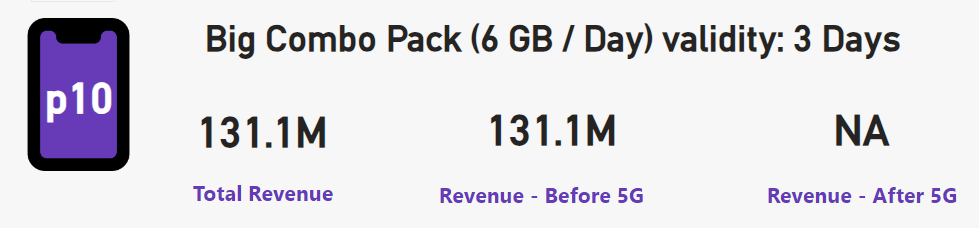 Big Combo Pack (6 GB / Day) validity: 3 Days
p10
131.1M 131.1M NA
Total Revenue Revenue - Before 5G Revenue - After 5G